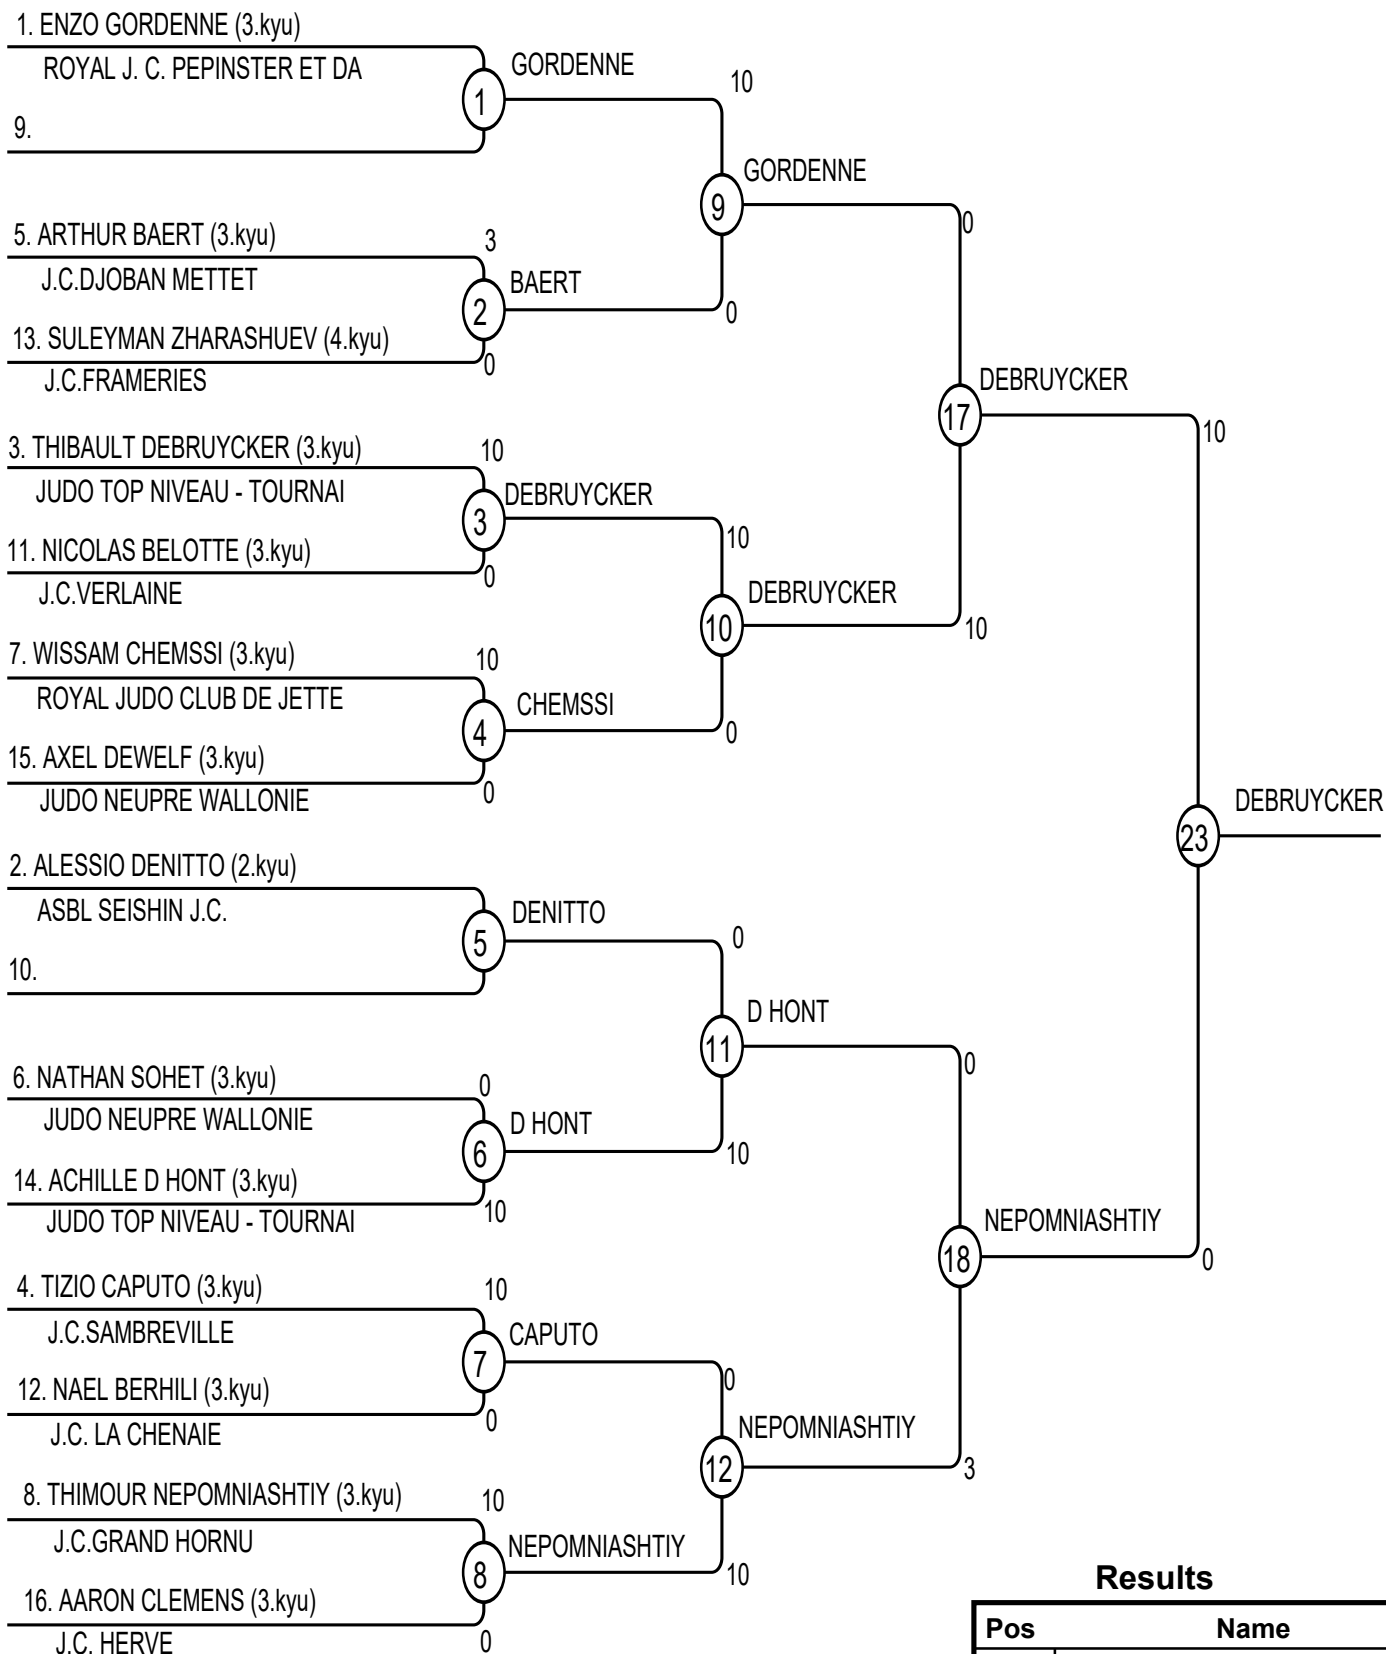 1. ENZO GORDENNE (3.kyu)
ROYAL J. C. PEPINSTER ET DA
9.
1
GORDENNE
10
5. ARTHUR BAERT (3.kyu)
3
J.C.DJOBAN METTET
13. SULEYMAN ZHARASHUEV (4.kyu)
0
J.C.FRAMERIES
2
BAERT
0
9
GORDENNE
0
3. THIBAULT DEBRUYCKER (3.kyu)
10
JUDO TOP NIVEAU - TOURNAI
11. NICOLAS BELOTTE (3.kyu)
0
J.C.VERLAINE
3
DEBRUYCKER
10
7. WISSAM CHEMSSI (3.kyu)
10
ROYAL JUDO CLUB DE JETTE
15. AXEL DEWELF (3.kyu)
0
JUDO NEUPRE WALLONIE
4
CHEMSSI
0
10
DEBRUYCKER
10
17
DEBRUYCKER
10
2. ALESSIO DENITTO (2.kyu)
ASBL SEISHIN J.C.
10.
5
DENITTO
0
6. NATHAN SOHET (3.kyu)
0
JUDO NEUPRE WALLONIE
14. ACHILLE D HONT (3.kyu)
10
JUDO TOP NIVEAU - TOURNAI
6
D HONT
10
11
D HONT
0
4. TIZIO CAPUTO (3.kyu)
10
J.C.SAMBREVILLE
12. NAEL BERHILI (3.kyu)
0
J.C. LA CHENAIE
7
CAPUTO
0
8. THIMOUR NEPOMNIASHTIY (3.kyu)
10
J.C.GRAND HORNU
16. AARON CLEMENS (3.kyu)
0
J.C. HERVE
8
NEPOMNIASHTIY
10
12
NEPOMNIASHTIY
3
18
NEPOMNIASHTIY
0
23
DEBRUYCKER
Results
Pos Name